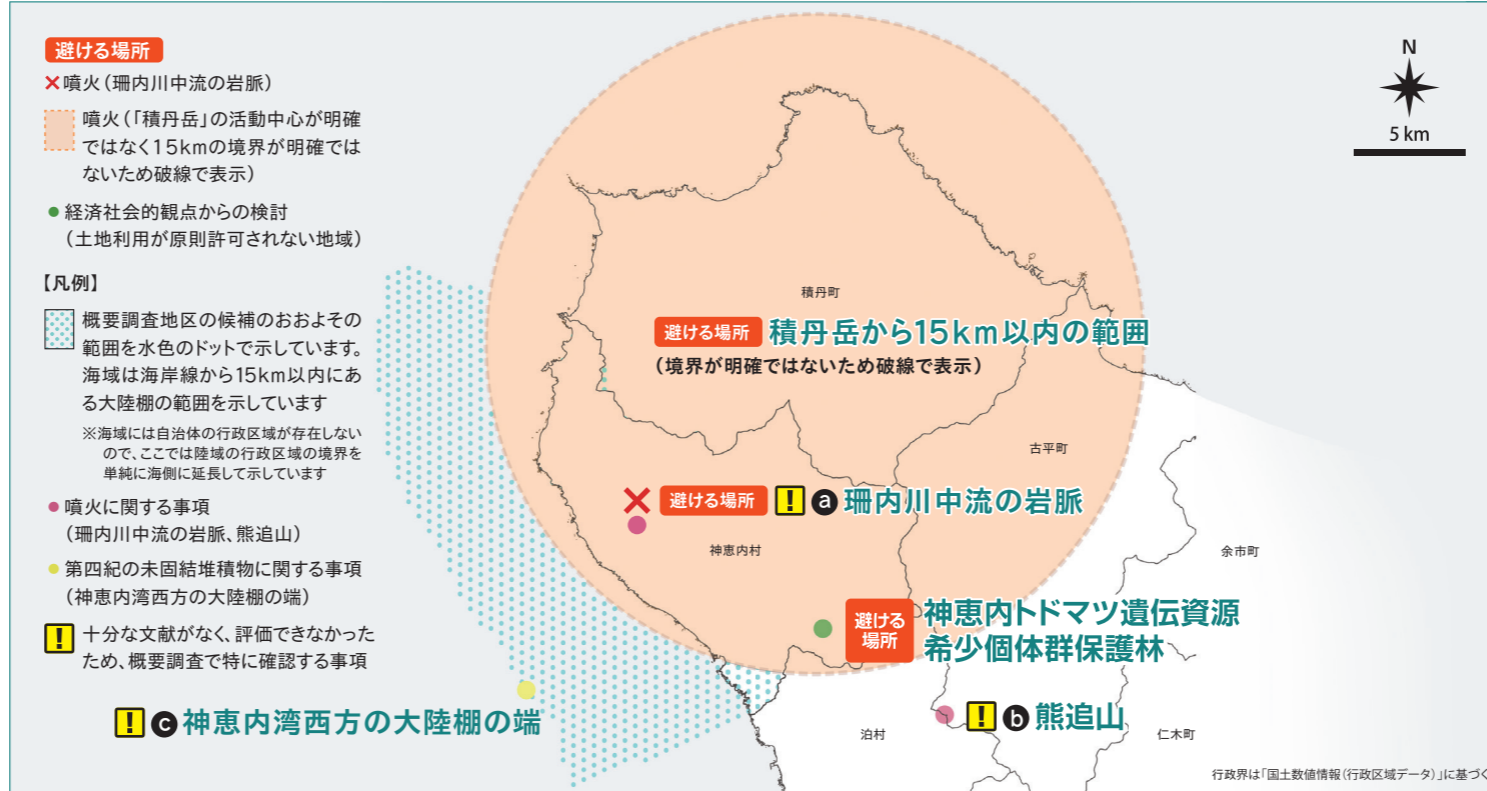 避ける場所
×噴火(珊内川中流の岩脈)
噴火(「積丹岳」の活動中心が明確
ではなく15kmの境界が明確では
ないため破線で表示)
経済社会的観点からの検討
(土地利用が原則許可されない地域)
【凡例】
概要調査地区の候補のおおよその
範囲を水色のドットで示しています。
海域は海岸線から15km以内にあ
る大陸棚の範囲を示しています
※海域には自治体の行政区域が存在しない
ので、ここでは陸域の行政区域の境界を
単純に海側に延長して示しています
噴火に関する事項
(珊内川中流の岩脈、熊追山)
第四紀の未固結堆積物に関する事項
(神恵内湾西方の大陸棚の端)
! 十分な文献がなく、評価できなかった
ため、概要調査で特に確認する事項
N
5 km
積丹町
避ける場所 積丹岳から15km以内の範囲
(境界が明確ではないため破線で表示)
古平町
避ける場所 ! a 珊内川中流の岩脈
神恵内村
余市町
避ける
場所
神恵内トドマツ遺伝資源
希少個体群保護林
! c 神恵内湾西方の大陸棚の端
! b 熊追山
泊村
仁木町
行政界は「国土数値情報(行政区域データ)」に基づく